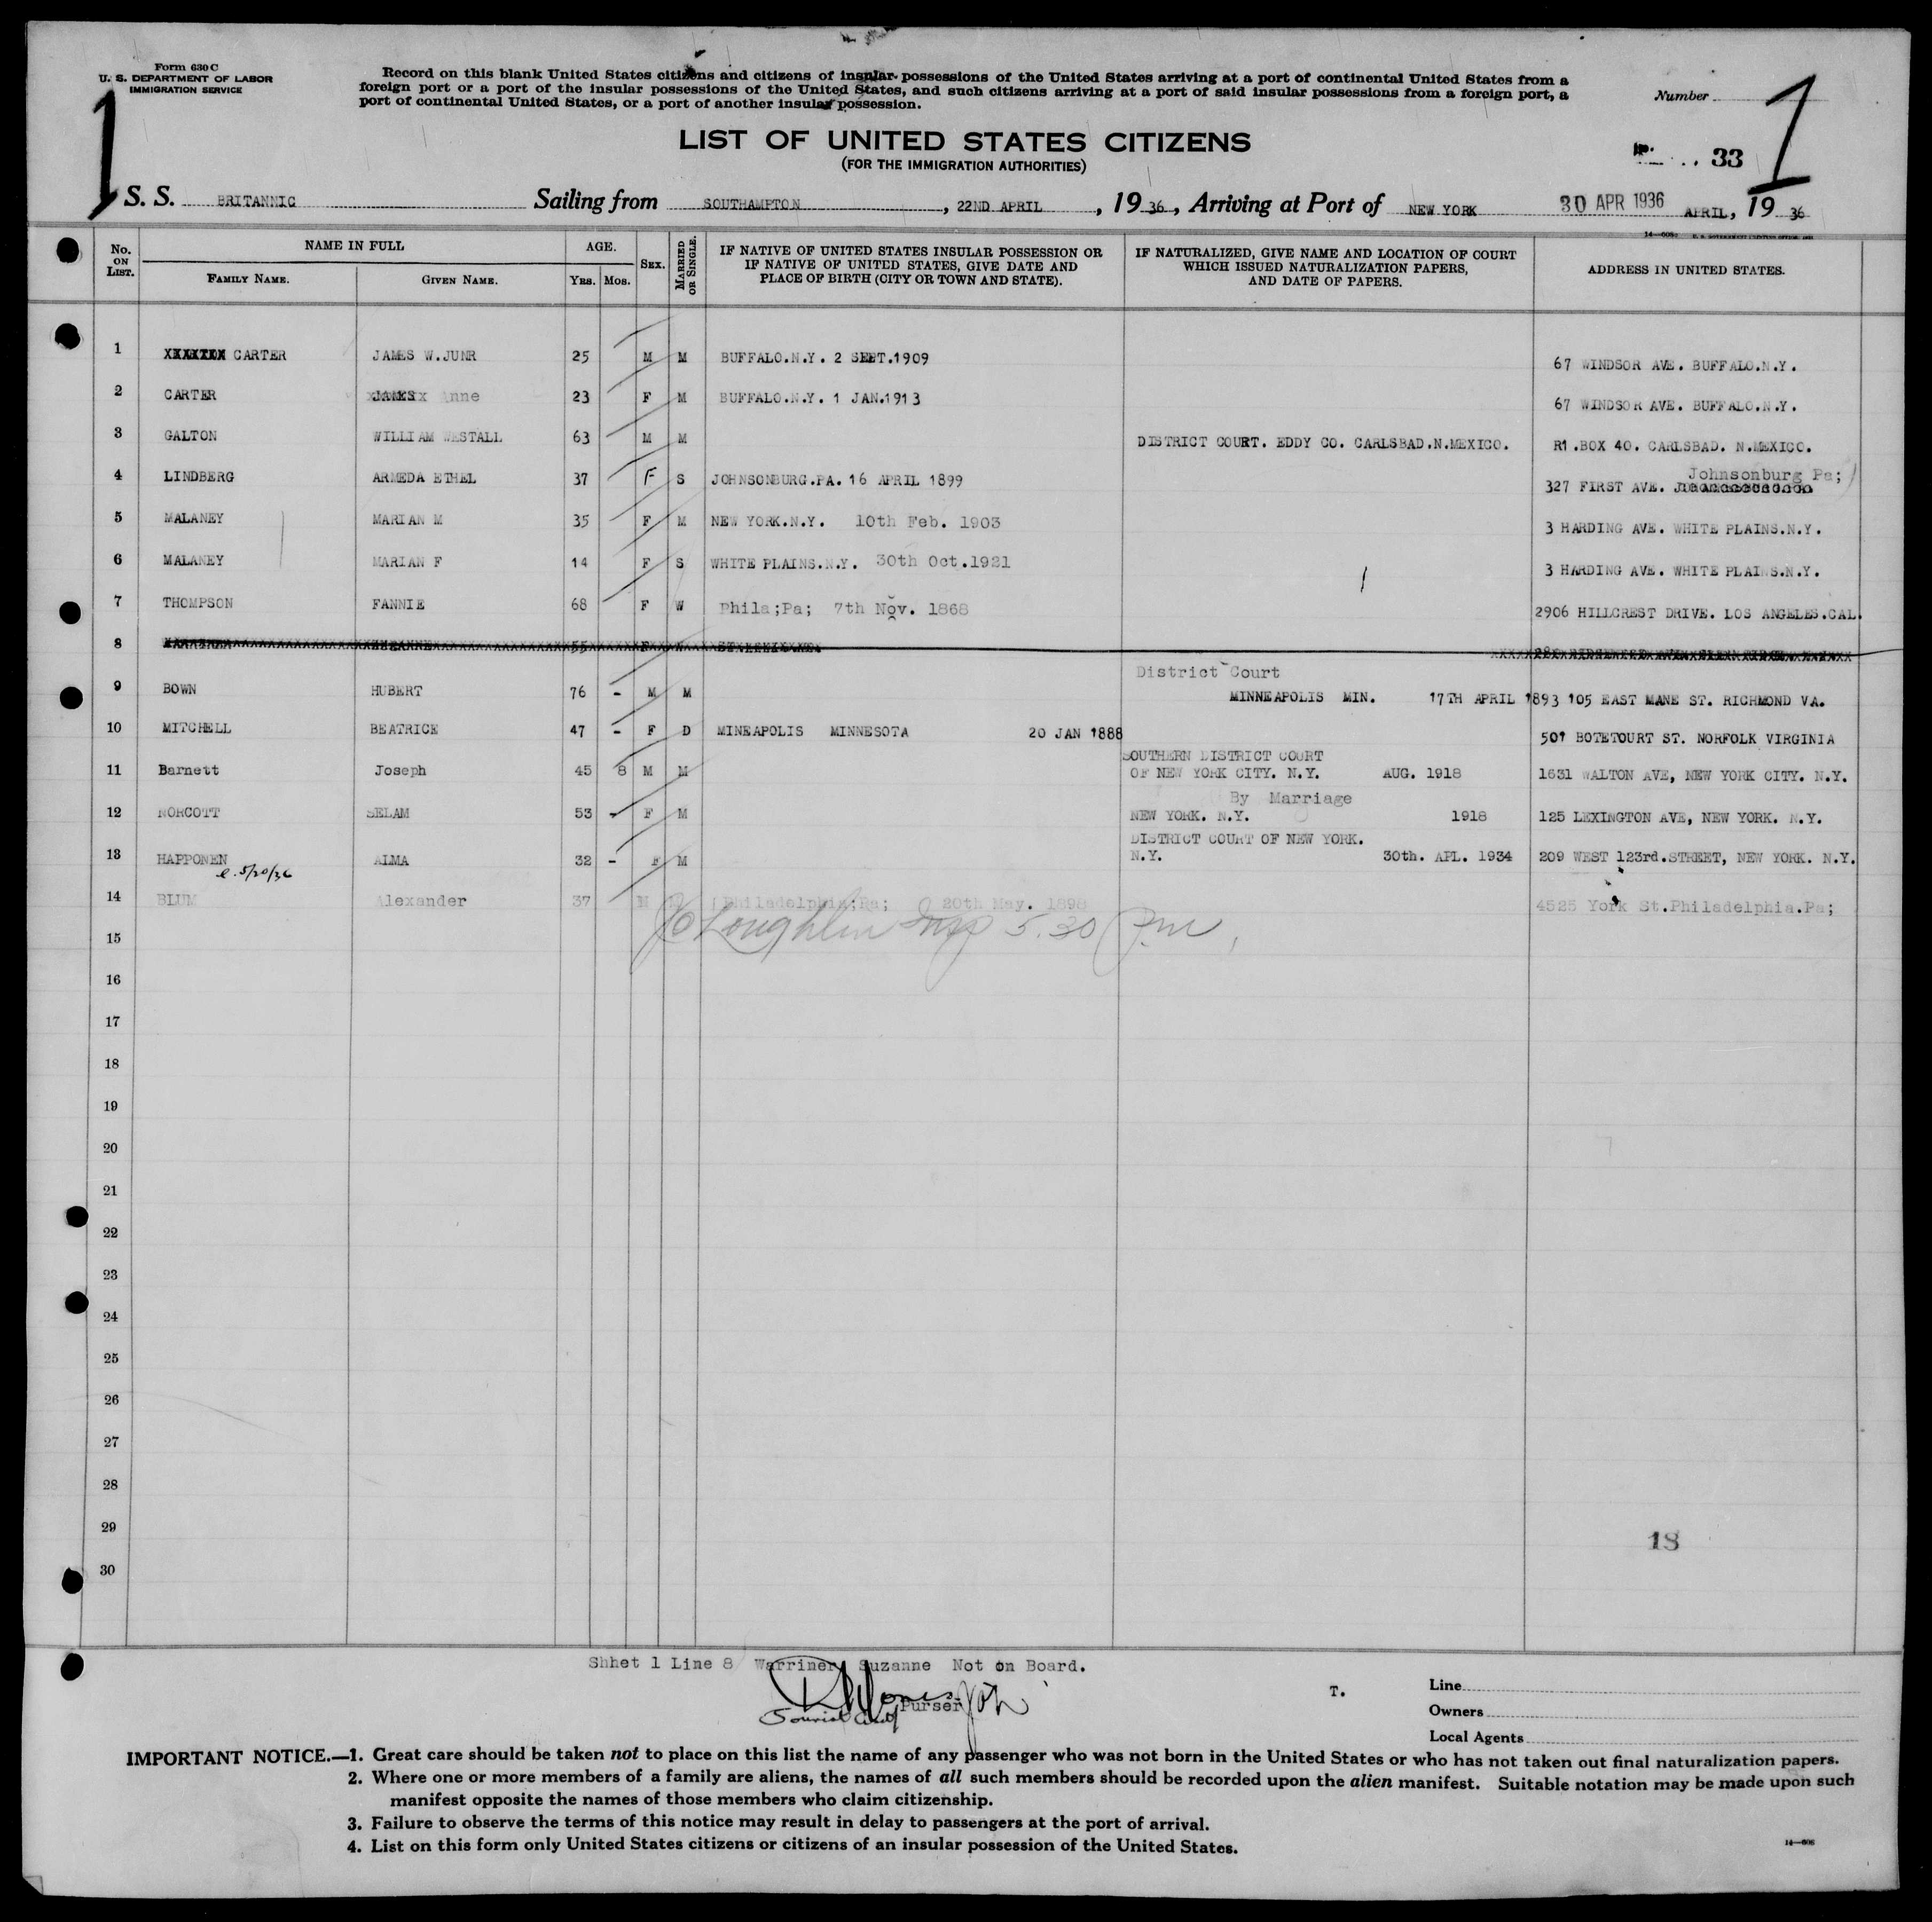 Form 630 C
U. S. DEPARTMENT OF LABOR
IMMIGRATION SERVICE
Record on this blank United States citizens and citizens of insular possessions of the United States arriving at a port of continental United States from a
foreign port or a port of the insular possessions of the United States, and such citizens arriving at a port of said insular possessions from a foreign port, a
port of continental United States, or a port of another insular possession.
Number
1
1
LIST OF UNITED STATES CITIZENS
(FOR THE IMMIGRATION AUTHORITIES)
33
S. S. BRITANNIC Sailing from SOUTHAMPTON, 22ND APRIL, 1936, Arriving at Port of NEW YORK 30 APR 1936 APRIL, 1936
No. ON LIST. NAME IN FULL FAMILY NAME. GIVEN NAME. AGE. YRS. MOS. SEX. MARRIED OR SINGLE.
IF NATIVE OF UNITED STATES INSULAR POSSESSION OR IF NATIVE OF UNITED STATES, GIVE DATE AND PLACE OF BIRTH (CITY OR TOWN AND STATE).
IF NATURALIZED, GIVE NAME AND LOCATION OF COURT WHICH ISSUED NATURALIZATION PAPERS, AND DATE OF PAPERS.
ADDRESS IN UNITED STATES.
1 CARTER JAMES W.JUNR 25 M M BUFFALO.N.Y. 2 SEPT.1909 67 WINDSOR AVE. BUFFALO.N.Y.
2 CARTER JAMES Anne 23 F M BUFFALO.N.Y. 1 JAN.1913 67 WINDSOR AVE. BUFFALO.N.Y.
3 GALTON WILLIAM WESTALL 63 M M DISTRICT COURT. EDDY CO. CARLSBAD.N.MEXICO. R1.BOX 40. CARLSBAD. N.MEXICO.
4 LINDBERG ARMEDA ETHEL 37 F S JOHNSONBURG.PA. 16 APRIL 1899 327 FIRST AVE. Johnsonburg Pa;
5 MALANEY MARIAN M 35 F M NEW YORK.N.Y. 10th Feb. 1903 3 HARDING AVE. WHITE PLAINS.N.Y.
6 MALANEY MARIAN F 14 F S WHITE PLAINS.N.Y. 30th Oct.1921 3 HARDING AVE. WHITE PLAINS.N.Y.
7 THOMPSON FANNIE 68 F W Phila;Pa; 7th Nov. 1868 2906 HILLCREST DRIVE. LOS ANGELES.CAL.
8 55 F
9 BOWN HUBERT 76 - M M District Court MINNEAPOLIS MIN. 17TH APRIL 1893 105 EAST MANE ST. RICHMOND VA.
10 MITCHELL BEATRICE 47 - F D MINEAPOLIS MINNESOTA 20 JAN 1888 501 BOTETOURT ST. NORFOLK VIRGINIA
11 Barnett Joseph 45 8 M M SOUTHERN DISTRICT COURT OF NEW YORK CITY. N.Y. AUG. 1918 1631 WALTON AVE, NEW YORK CITY. N.Y.
12 NORCOTT SELAM 53 - F M By Marriage NEW YORK. N.Y. 1918 125 LEXINGTON AVE, NEW YORK. N.Y.
13 HAPPONEN ALMA 32 - F M DISTRICT COURT OF NEW YORK. N.Y. 30th. APL. 1934 209 WEST 123rd.STREET, NEW YORK. N.Y.
5/20/36
14 BLUM Alexander 37 M Philadelphia;Pa; 20th May. 1898 4525 York St.Philadelphia.Pa;
Loughlin Insp 5.30 P.m.
15
16
17
18
19
20
21
22
23
24
25
26
27
28
29
18
30
Shhet 1 Line 8 Warriner Suzanne Not on Board.
Jones
Purser
T.
Line
Owners
Local Agents
IMPORTANT NOTICE.—1. Great care should be taken not to place on this list the name of any passenger who was not born in the United States or who has not taken out final naturalization papers.
2. Where one or more members of a family are aliens, the names of all such members should be recorded upon the alien manifest. Suitable notation may be made upon such
manifest opposite the names of those members who claim citizenship.
3. Failure to observe the terms of this notice may result in delay to passengers at the port of arrival.
4. List on this form only United States citizens or citizens of an insular possession of the United States.